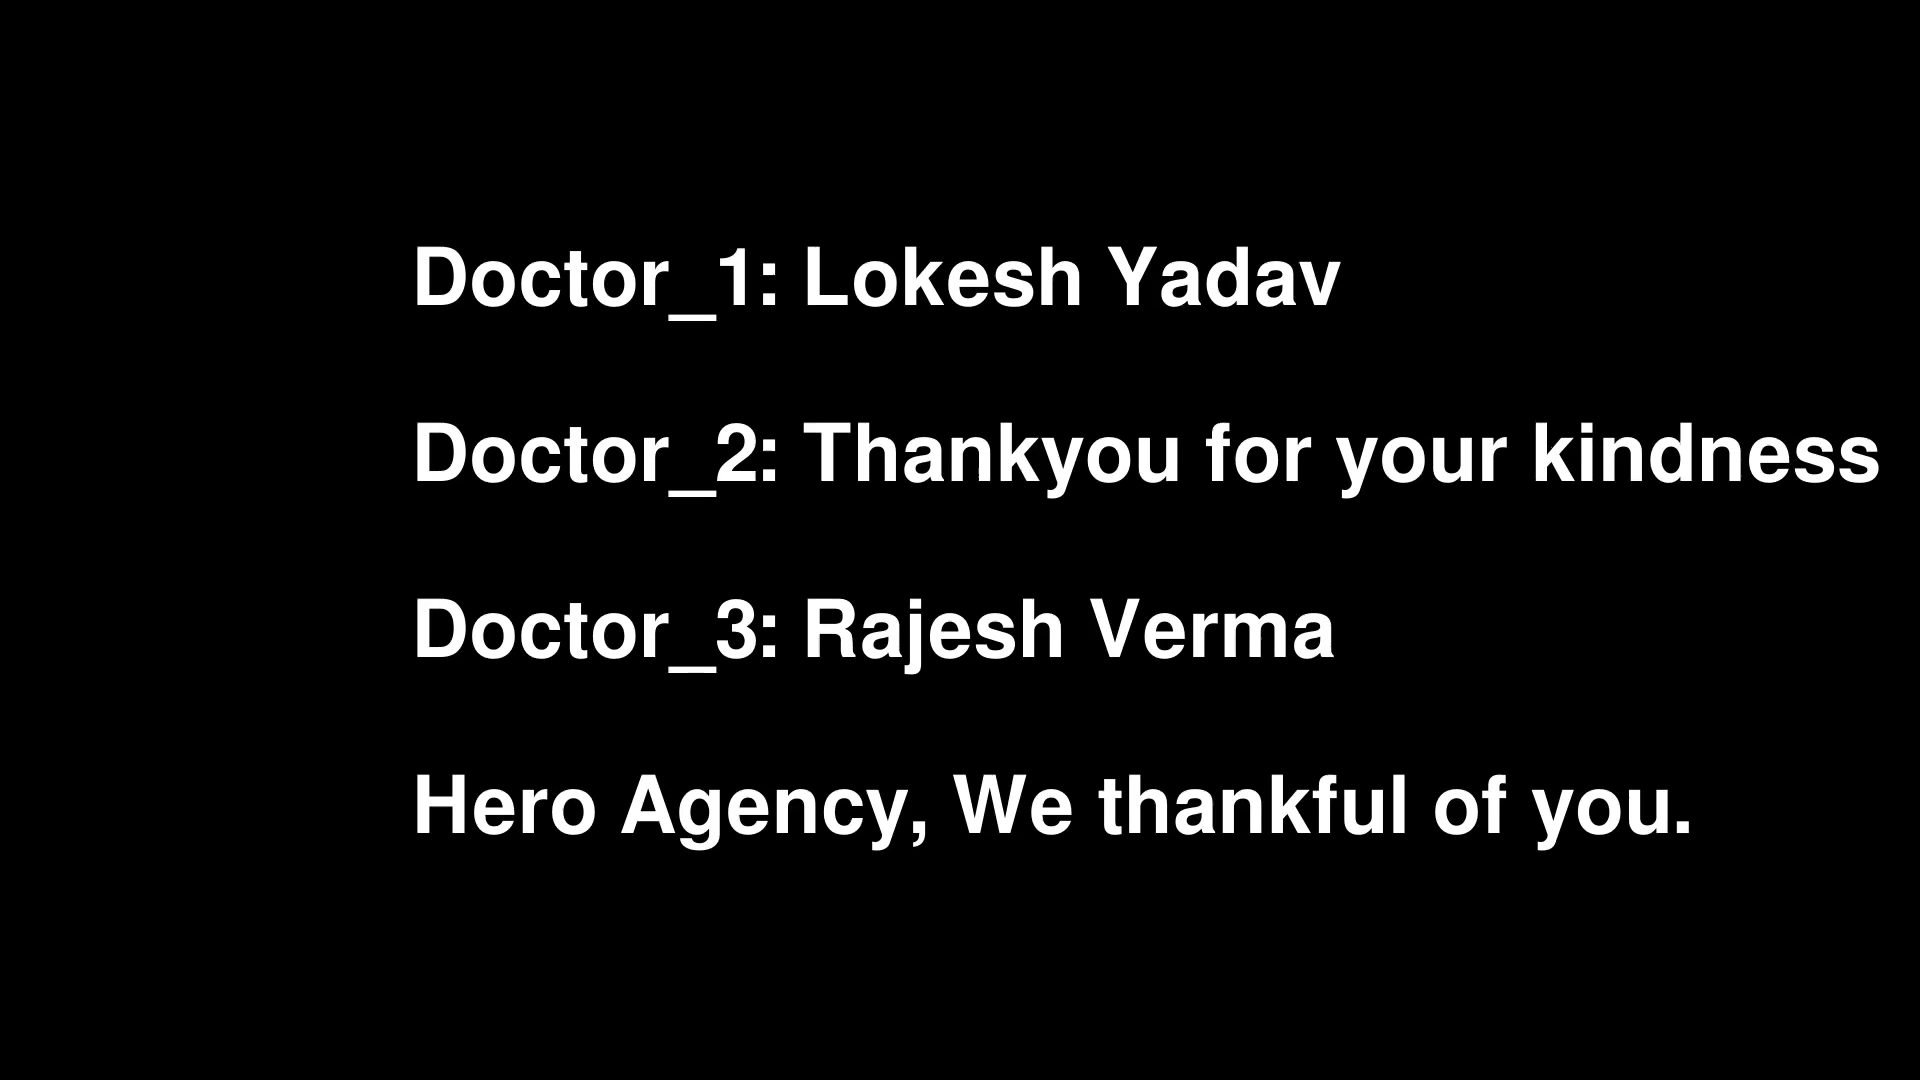 Doctor_1: Lokesh Yadav
Doctor_2: Thankyou for your kindness
Doctor_3: Rajesh Verma
Hero Agency, We thankful of you.